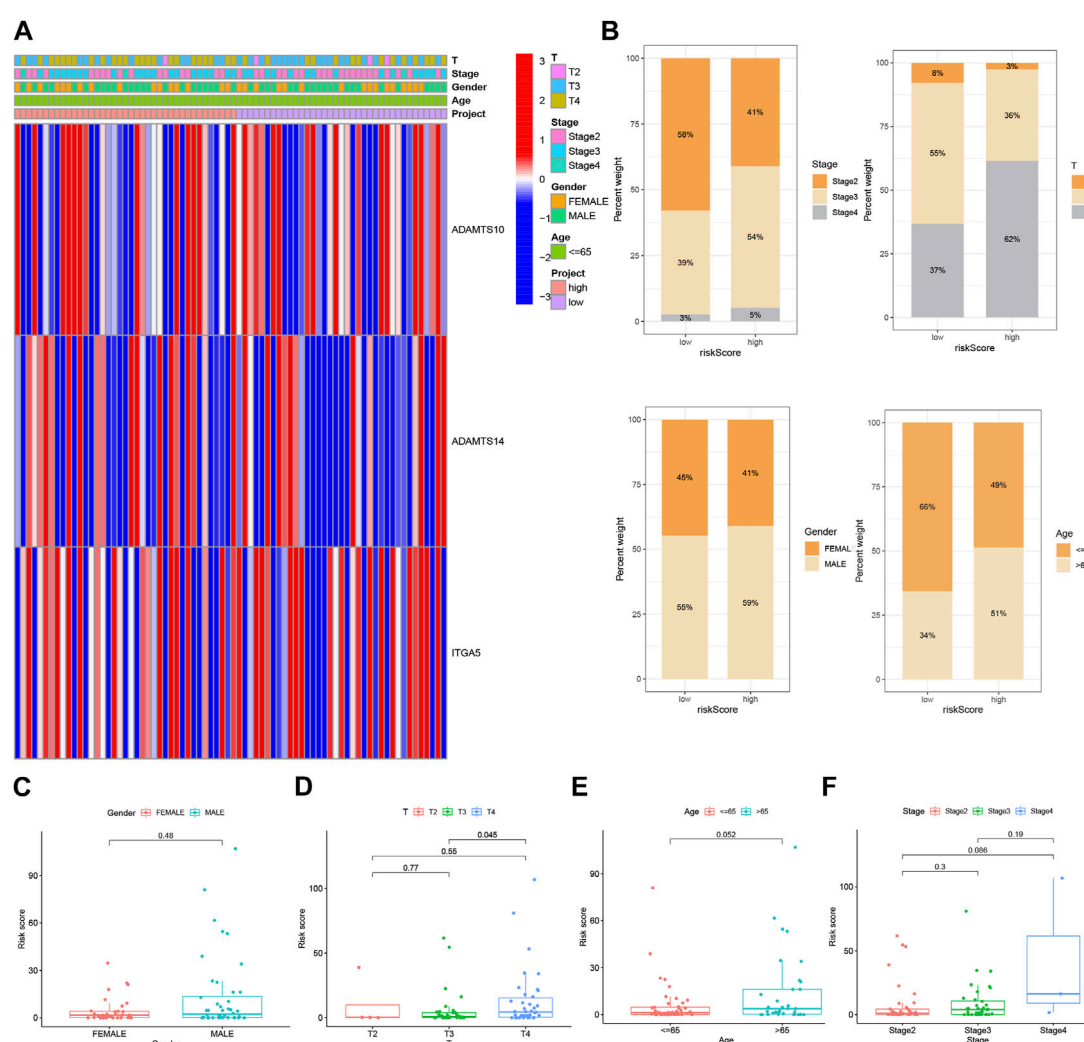 A
T
Stage
Gender
Age
Project
ADAMTS10
ADAMTS14
ITGA5
3
2
1
0
−1
−2
−3
T
T2
T3
T4
Stage
Stage2
Stage3
Stage4
Gender
FEMALE
MALE
Age
<=65
Project
high
low
B
100
75
50
25
0
Percent weight
58%
39%
3%
41%
54%
5%
low
high
riskScore
Stage
Stage2
Stage3
Stage4
100
75
50
25
0
Percent weight
8%
55%
37%
3%
36%
62%
low
high
riskScore
T
100
75
50
25
0
Percent weight
45%
55%
41%
59%
low
high
riskScore
Gender
FEMAL
MALE
100
75
50
25
0
Percent weight
66%
34%
49%
51%
low
high
riskScore
Age
C
Gender FEMALE MALE
0.48
90
60
30
0
Risk score
FEMALE MALE
D
T T2 T3 T4
0.045
0.55
0.77
100
50
0
Risk score
T2 T3 T4
E
Age <=65 >65
0.052
90
60
30
0
Risk score
<=65 >65
Age
F
Stage Stage2 Stage3 Stage4
0.19
0.086
0.3
100
50
0
Risk score
Stage2 Stage3 Stage4
Stage